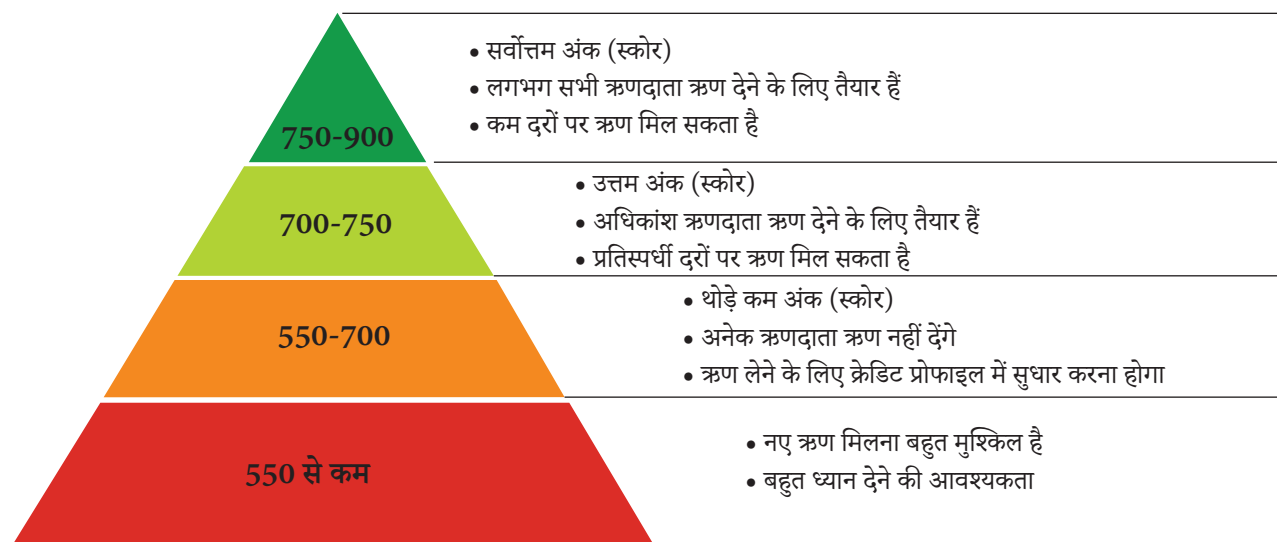 750-900
• सर्वोत्तम अंक (स्कोर)
• लगभग सभी ऋणदाता ऋण देने के लिए तैयार हैं
• कम दरों पर ऋण मिल सकता है
700-750
• उत्तम अंक (स्कोर)
• अधिकांश ऋणदाता ऋण देने के लिए तैयार हैं
• प्रतिस्पर्धी दरों पर ऋण मिल सकता है
550-700
• थोड़े कम अंक (स्कोर)
• अनेक ऋणदाता ऋण नहीं देंगे
• ऋण लेने के लिए क्रेडिट प्रोफाइल में सुधार करना होगा
550 से कम
• नए ऋण मिलना बहुत मुश्किल है
• बहुत ध्यान देने की आवश्यकता